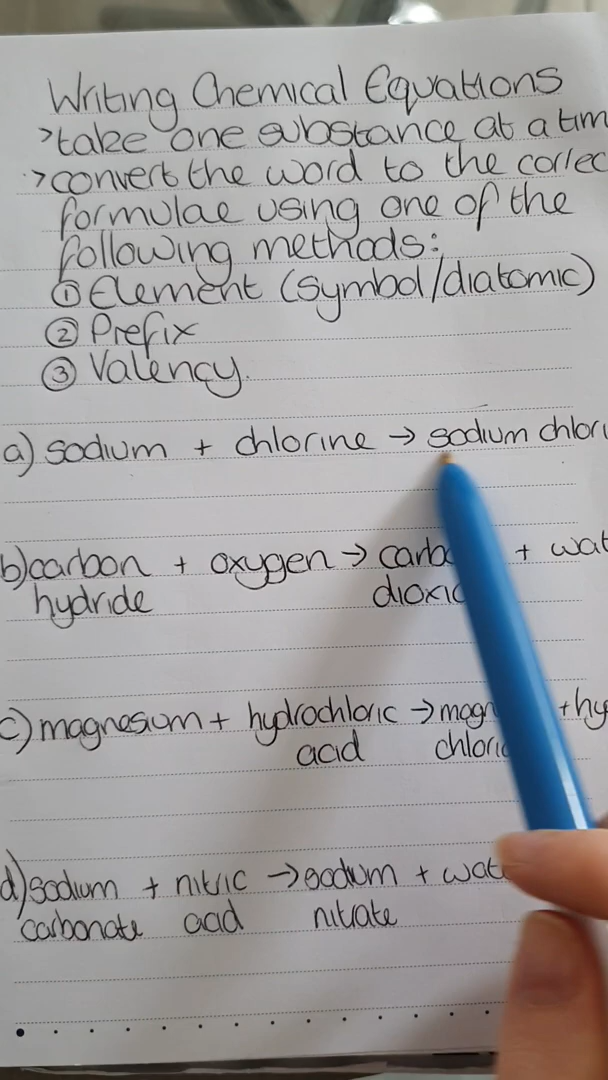 Writing Chemical Equations
>take one substance at a tim
>convert the word to the correc
formulae using one of the
following methods:
① Element (symbol/diatomic)
② Prefix
③ Valency.
a) sodium + chlorine → sodium chlor
b) carbon + oxygen → carb + wat
hydride dioxi
c) magnesium + hydrochloric → magn + hy
acid chlori
d) sodium + nitric → sodium + wat
carbonate acid nitrate